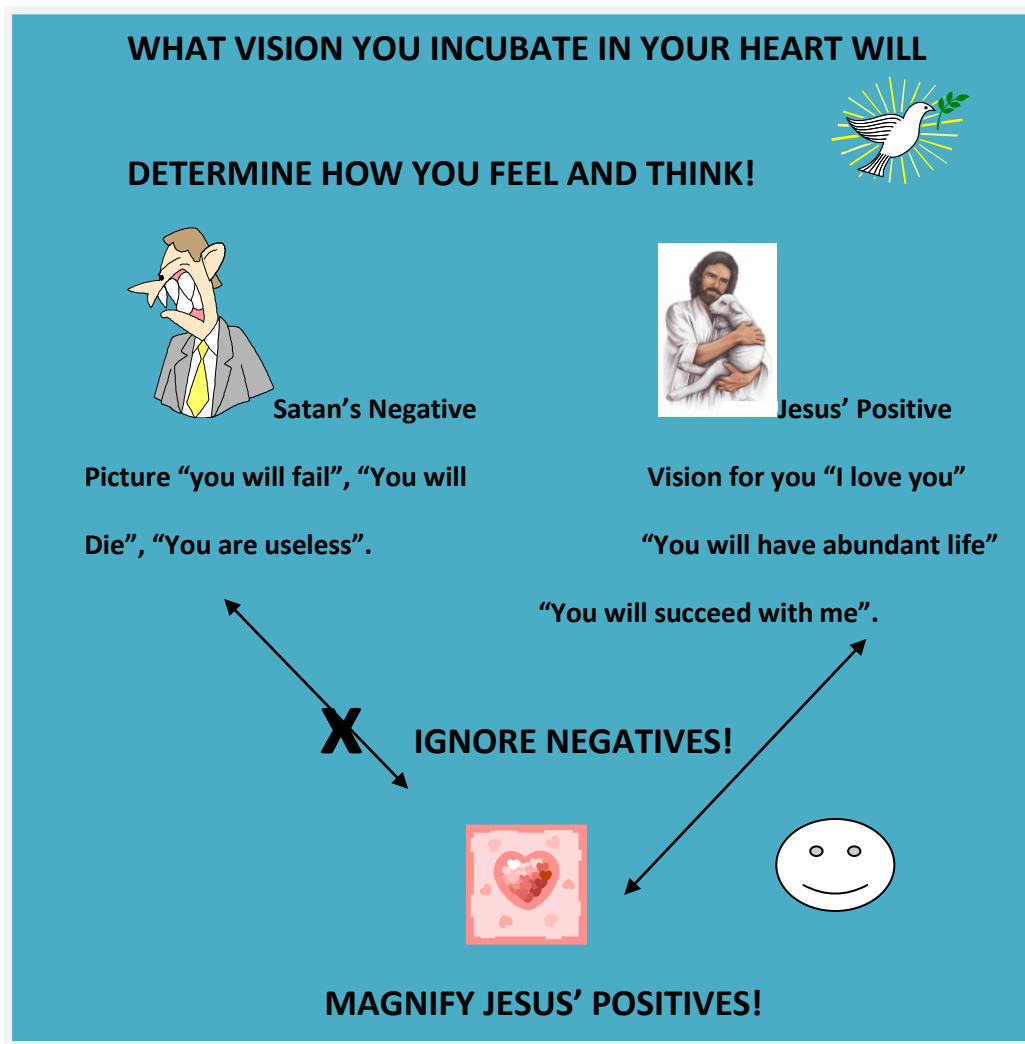 WHAT VISION YOU INCUBATE IN YOUR HEART WILL
DETERMINE HOW YOU FEEL AND THINK!
Satan’s Negative
Picture “you will fail”, “You will
Die”, “You are useless”.
Jesus’ Positive
Vision for you “I love you”
“You will have abundant life”
“You will succeed with me”.
X
IGNORE NEGATIVES!
MAGNIFY JESUS’ POSITIVES!